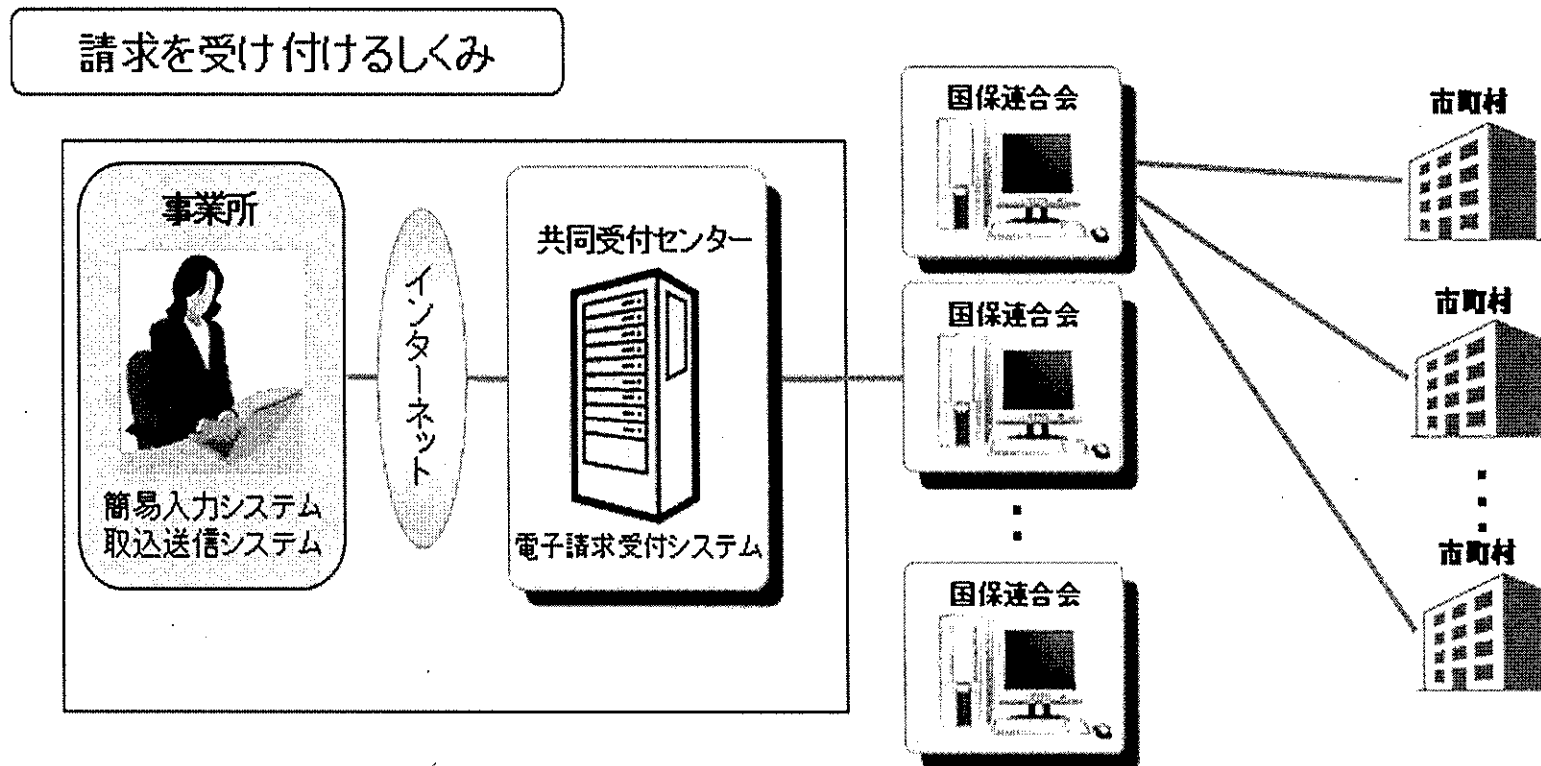 請求を受け付けるしくみ
事業所
簡易入力システム
取込送信システム
インターネット
共同受付センター
電子請求受付システム
国保連合会
国保連合会
国保連合会
市町村
市町村
市町村